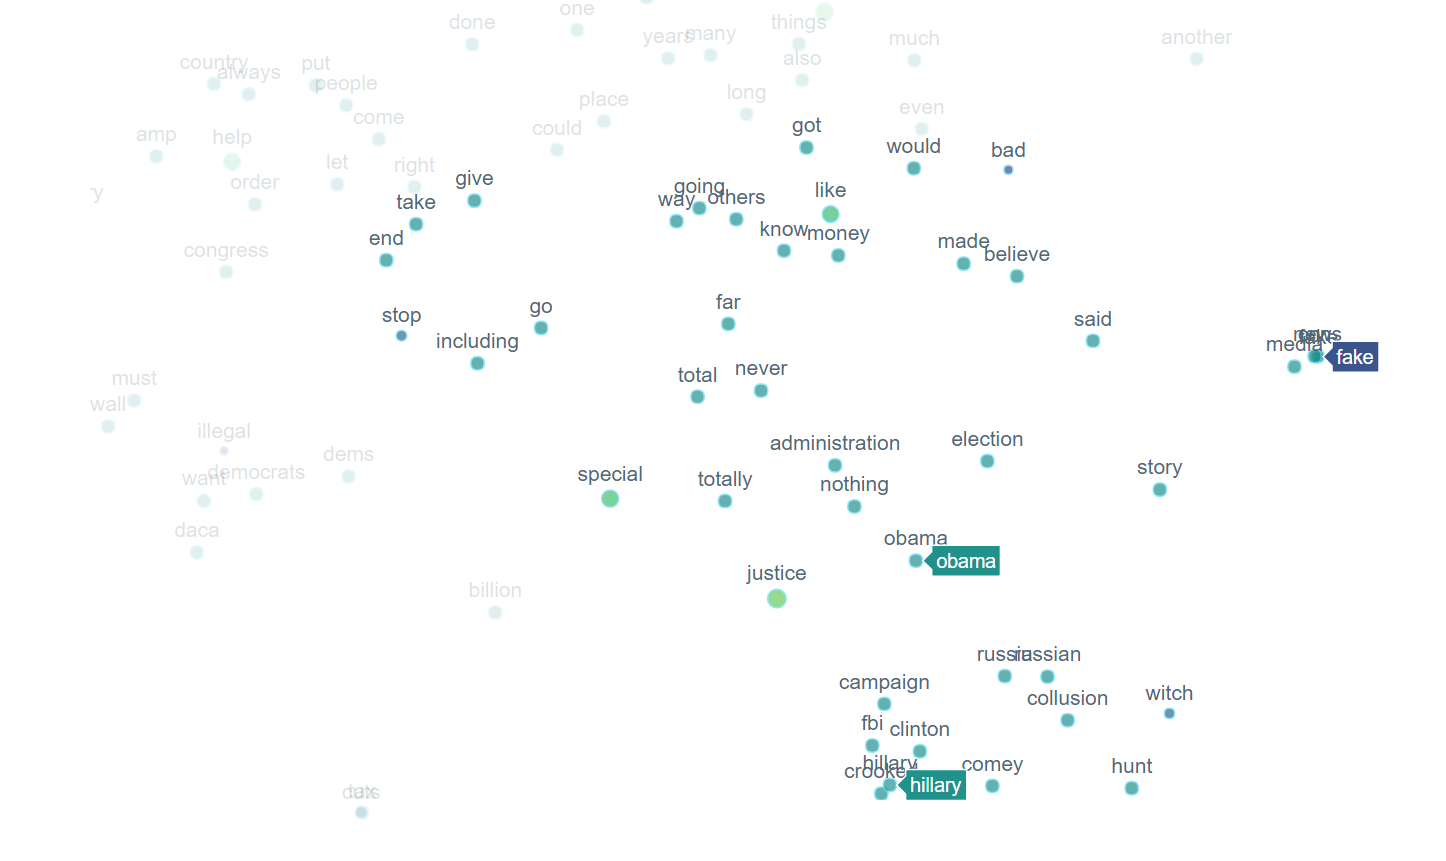 one
done
things
years
many
much
another
country
put
also
always
people
long
place
even
come
could
got
amp
help
would
bad
let
right
give
order
going
like
ry
take
way
others
know
money
end
made
believe
congress
go
far
stop
said
including
news
media
fake
never
total
must
wall
illegal
administration
election
dems
special
totally
nothing
story
want
democrats
daca
obama
obama
justice
billion
russia
russian
campaign
collusion
witch
fbi
clinton
hillary
crooked
comey
hunt
hillary
tax
cuts